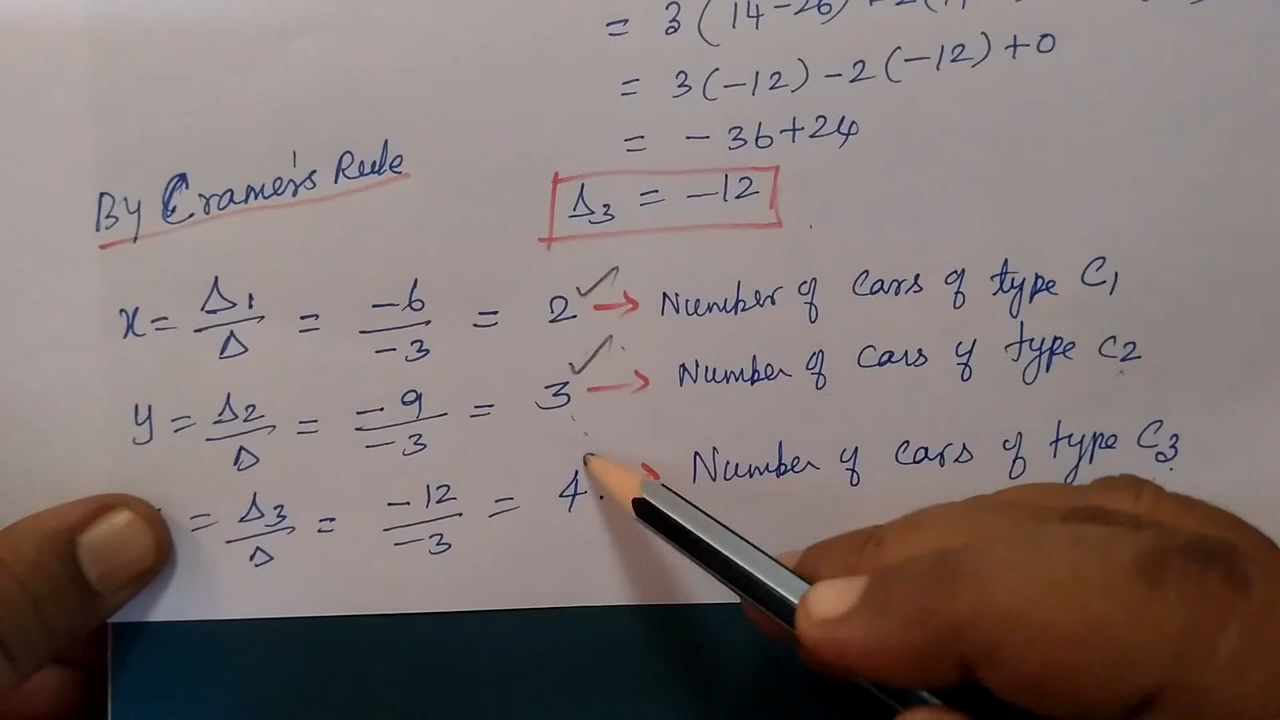 = 3(14-26)
= 3(-12) -2(-12) +0
= -36+24
Δ3 = -12
By Cramer's Rule
x = Δ1/Δ = -6/-3 = 2 ✓ → Number of cars of type C1
y = Δ2/Δ = -9/-3 = 3 ✓ → Number of cars of type C2
= Δ3/Δ = -12/-3 = 4. Number of cars of type C3